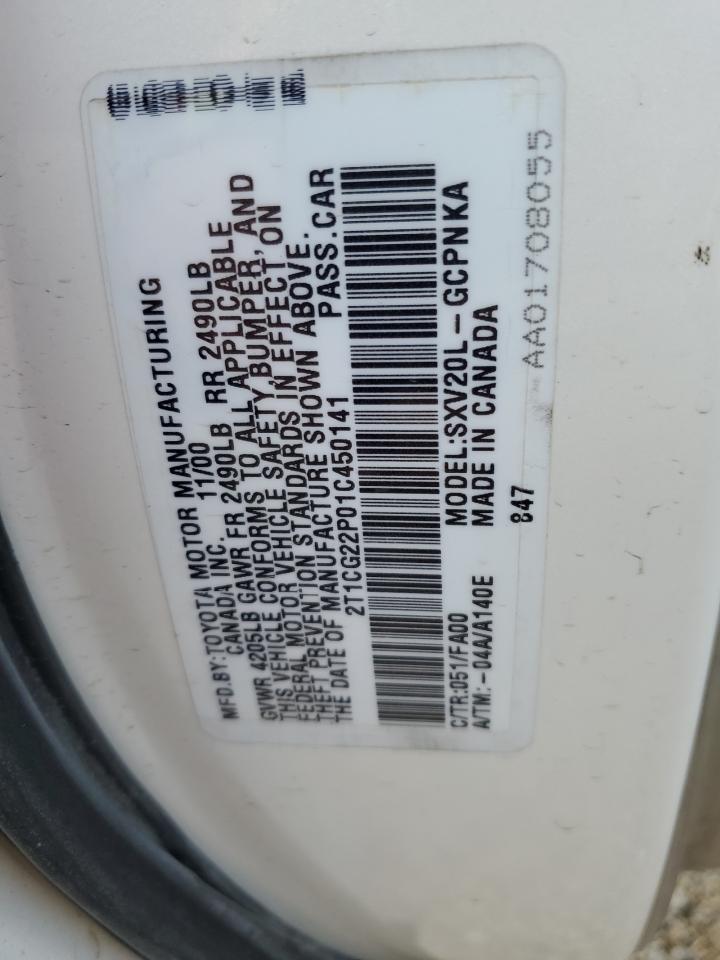 MFD.BY:TOYOTA MOTOR MANUFACTURING
CANADA INC. 11/00
GVWR 4205LB GAWR FR 2490LB RR 2490LB
THIS VEHICLE CONFORMS TO ALL APPLICABLE
FEDERAL MOTOR VEHICLE SAFETY,BUMPER, AND
THEFT PREVENTION STANDARDS IN EFFECT ON
THE DATE OF MANUFACTURE SHOWN ABOVE.
2T1CG22P01C450141 PASS.CAR
C/TR:051/FA00 MODEL:SXV20L-GCPNKA
A/TM:-04A/A140E MADE IN CANADA
847
AA01708055